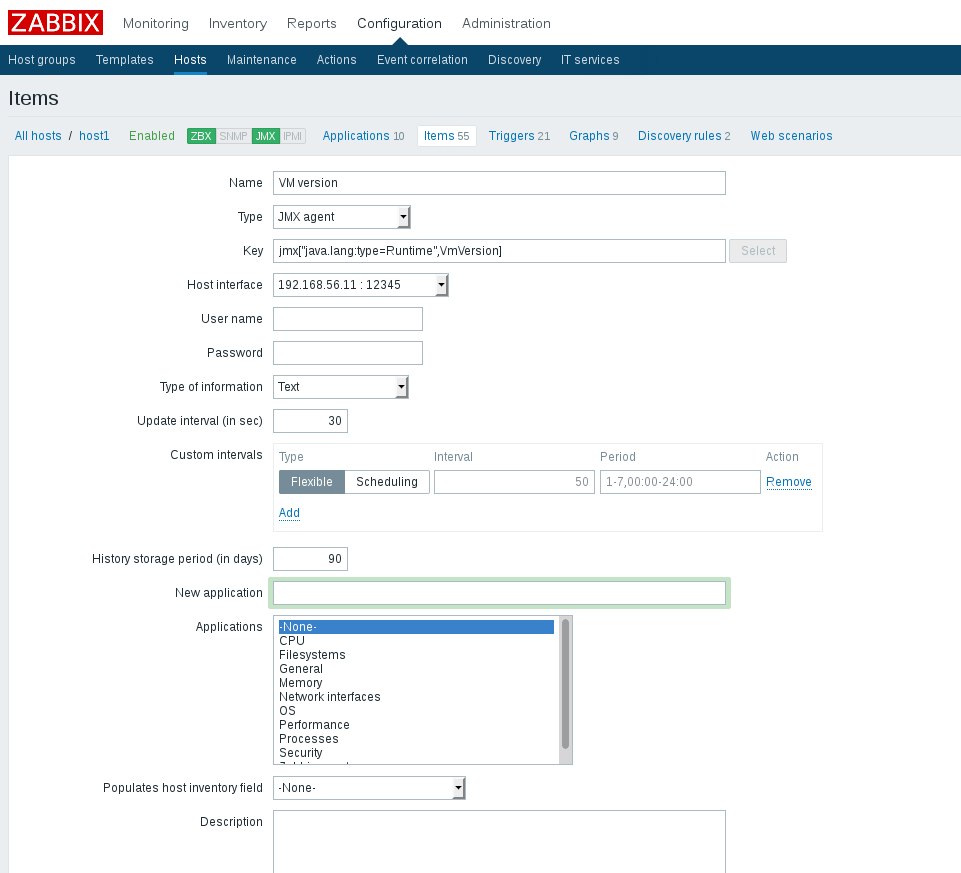 ZABBIX Monitoring Inventory Reports Configuration Administration
Host groups Templates Hosts Maintenance Actions Event correlation Discovery IT services
Items
All hosts / host1 Enabled ZBX SNMP JMX IPMI Applications 10 Items 55 Triggers 21 Graphs 9 Discovery rules 2 Web scenarios
Name VM version
Type JMX agent
Key jmx["java.lang:type=Runtime",VmVersion] Select
Host interface 192.168.56.11 : 12345
User name
Password
Type of information Text
Update interval (in sec) 30
Custom intervals Type Interval Period Action
Flexible Scheduling 50 1-7,00:00-24:00 Remove
Add
History storage period (in days) 90
New application
Applications -None-
CPU
Filesystems
General
Memory
Network interfaces
OS
Performance
Processes
Security
Populates host inventory field -None-
Description